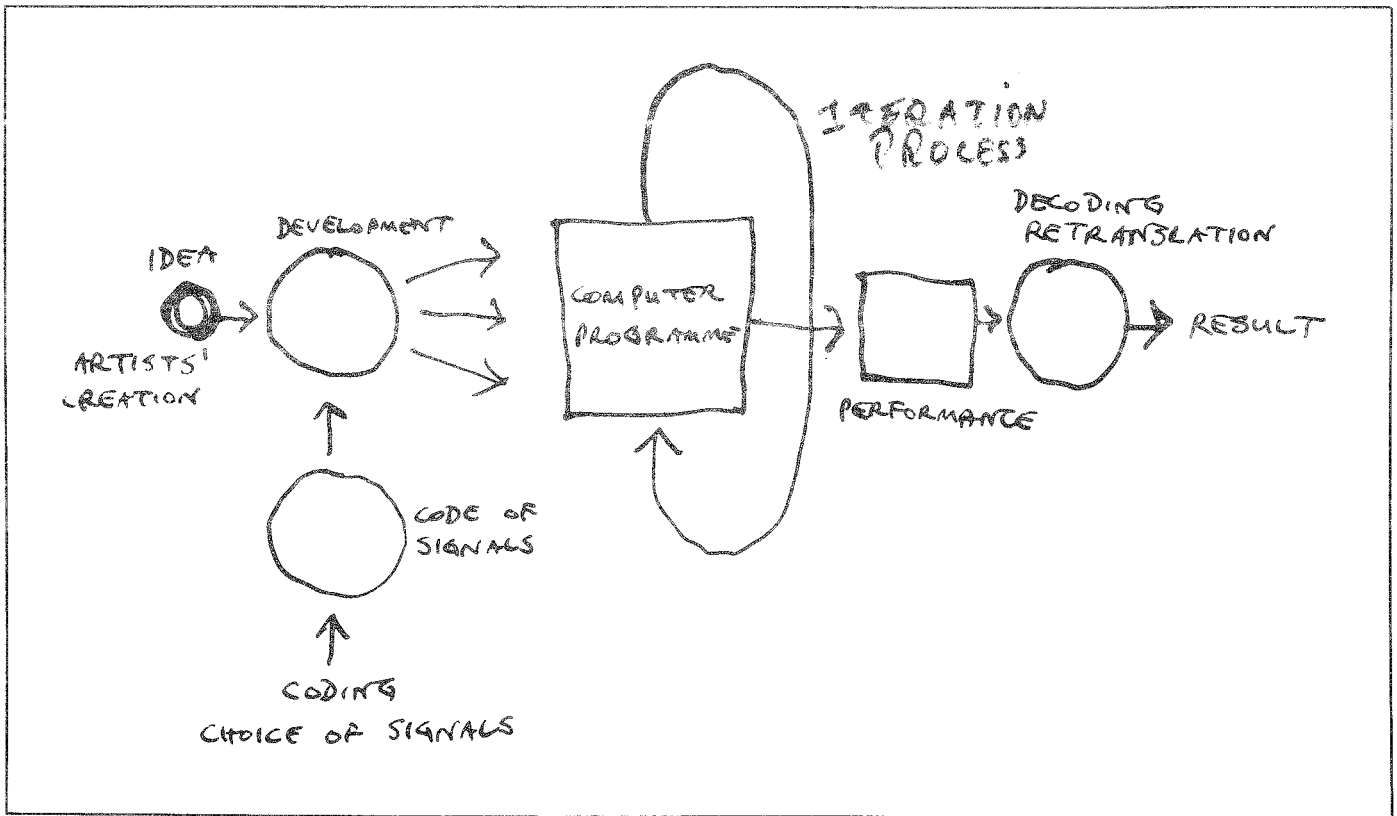 ITERATION
PROCESS
DECODING
RETRANSLATION
DEVELOPMENT
IDEA
COMPUTER
PROGRAMME
RESULT
ARTISTS'
CREATION
PERFORMANCE
CODE OF
SIGNALS
CODING
CHOICE OF SIGNALS